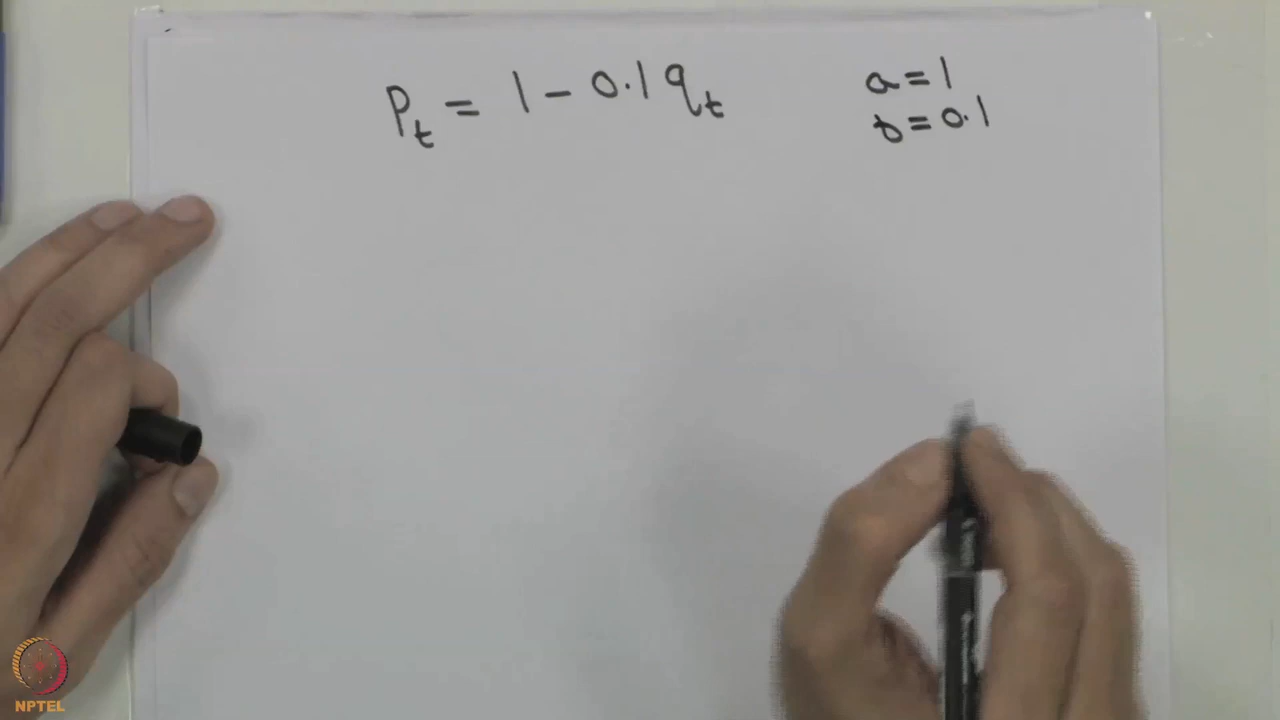 Pt = 1 - 0.1 qt
a = 1
b = 0.1
NPTEL